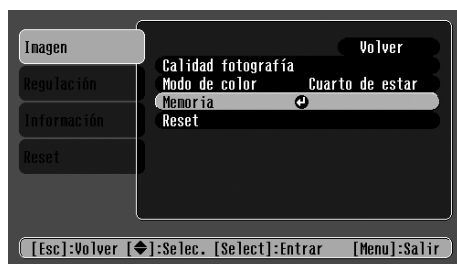 Imagen
Volver
Calidad fotografía
Regulación
Modo de color Cuarto de estar
Memoria
Información
Reset
Reset
[Esc]:Volver [◆]:Selec. [Select]:Entrar [Menu]:Salir